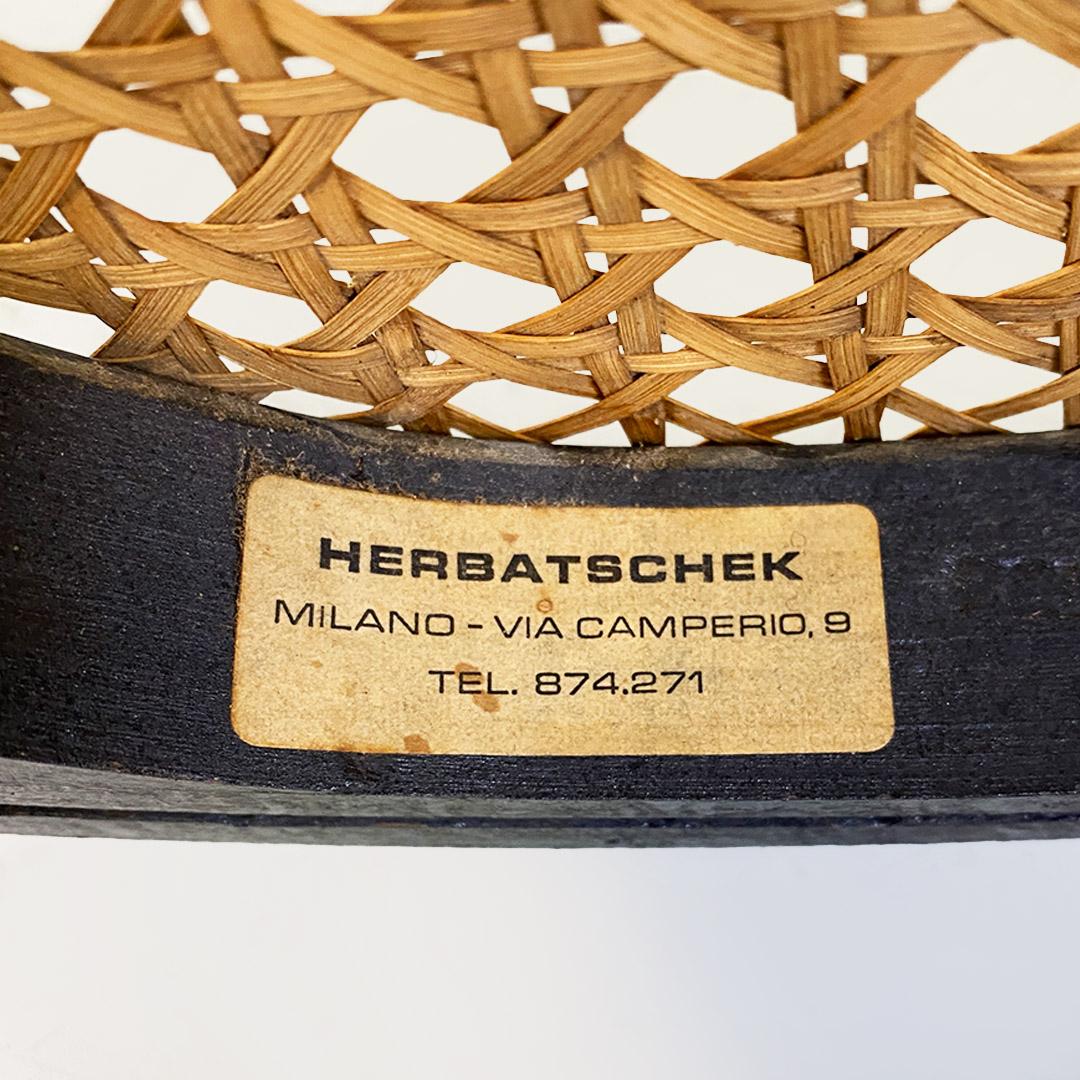 HERBATSCHEK
MILANO - VIA CAMPERIO, 9
TEL. 874.271